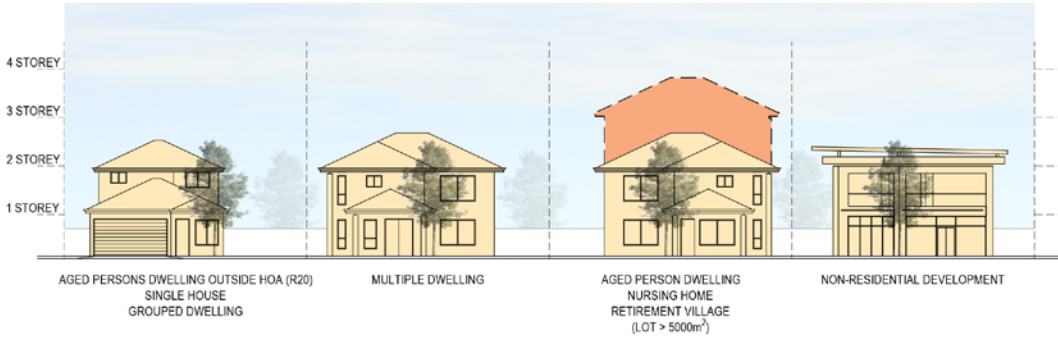 4 STOREY
3 STOREY
2 STOREY
1 STOREY
AGED PERSONS DWELLING OUTSIDE HOA (R20)
SINGLE HOUSE
GROUPED DWELLING
MULTIPLE DWELLING
AGED PERSON DWELLING
NURSING HOME
RETIREMENT VILLAGE
(LOT > 5000m²)
NON-RESIDENTIAL DEVELOPMENT